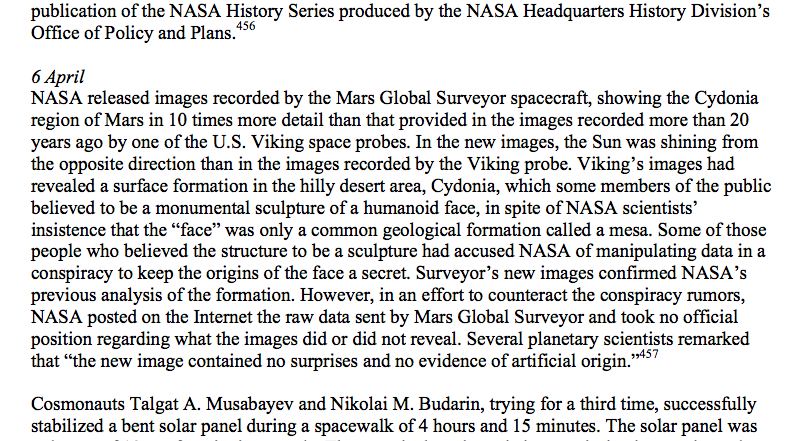 publication of the NASA History Series produced by the NASA Headquarters History Division’s
Office of Policy and Plans.456
6 April
NASA released images recorded by the Mars Global Surveyor spacecraft, showing the Cydonia
region of Mars in 10 times more detail than that provided in the images recorded more than 20
years ago by one of the U.S. Viking space probes. In the new images, the Sun was shining from
the opposite direction than in the images recorded by the Viking probe. Viking’s images had
revealed a surface formation in the hilly desert area, Cydonia, which some members of the public
believed to be a monumental sculpture of a humanoid face, in spite of NASA scientists’
insistence that the “face” was only a common geological formation called a mesa. Some of those
people who believed the structure to be a sculpture had accused NASA of manipulating data in a
conspiracy to keep the origins of the face a secret. Surveyor’s new images confirmed NASA’s
previous analysis of the formation. However, in an effort to counteract the conspiracy rumors,
NASA posted on the Internet the raw data sent by Mars Global Surveyor and took no official
position regarding what the images did or did not reveal. Several planetary scientists remarked
that “the new image contained no surprises and no evidence of artificial origin.”457
Cosmonauts Talgat A. Musabayev and Nikolai M. Budarin, trying for a third time, successfully
stabilized a bent solar panel during a spacewalk of 4 hours and 15 minutes. The solar panel was